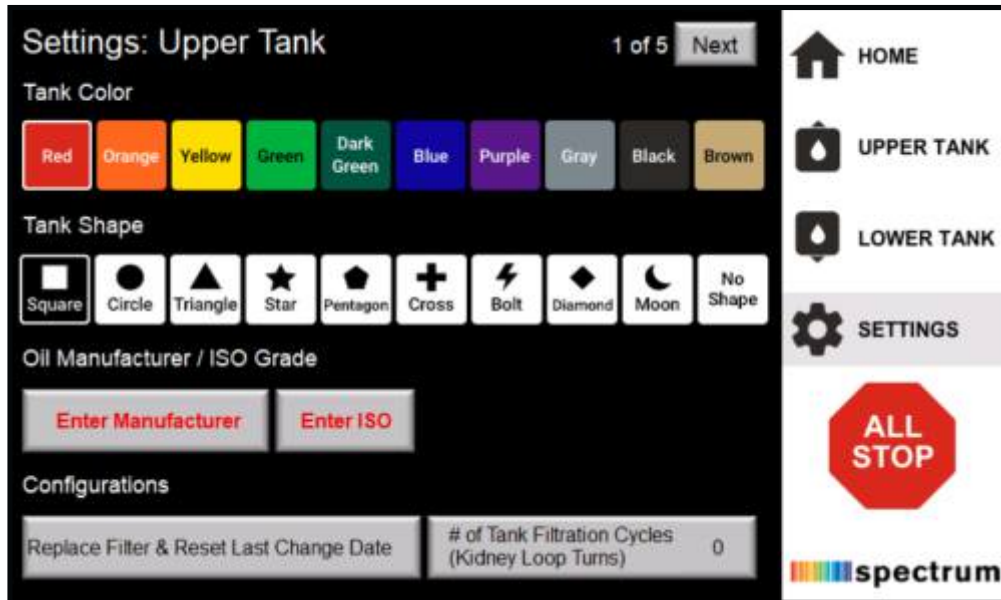 Settings: Upper Tank
1 of 5 Next
Tank Color
Red Orange Yellow Green Dark Green Blue Purple Gray Black Brown
Tank Shape
Square Circle Triangle Star Pentagon Cross Bolt Diamond Moon No Shape
Oil Manufacturer / ISO Grade
Enter Manufacturer Enter ISO
Configurations
Replace Filter & Reset Last Change Date
# of Tank Filtration Cycles
(Kidney Loop Turns)
0
HOME
UPPER TANK
LOWER TANK
SETTINGS
ALL
STOP
spectrum